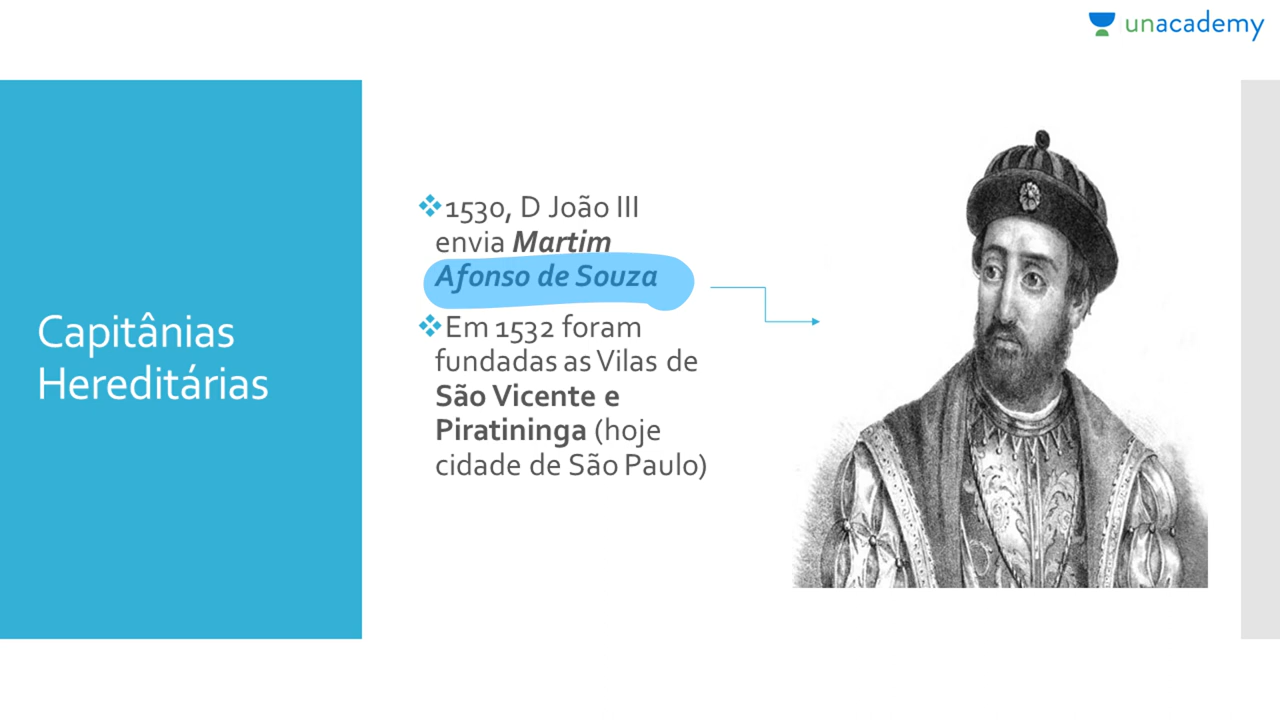 unacademy
Capitânias
Hereditárias
1530, D João III
envia Martim
Afonso de Souza
Em 1532 foram
fundadas as Vilas de
São Vicente e
Piratininga (hoje
cidade de São Paulo)